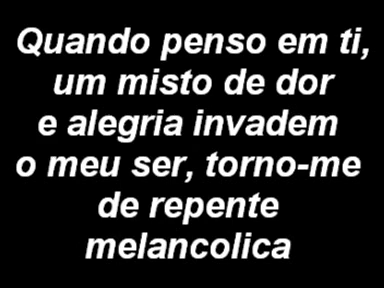 Quando penso em ti,
um misto de dor
e alegria invadem
o meu ser, torno-me
de repente
melancolica